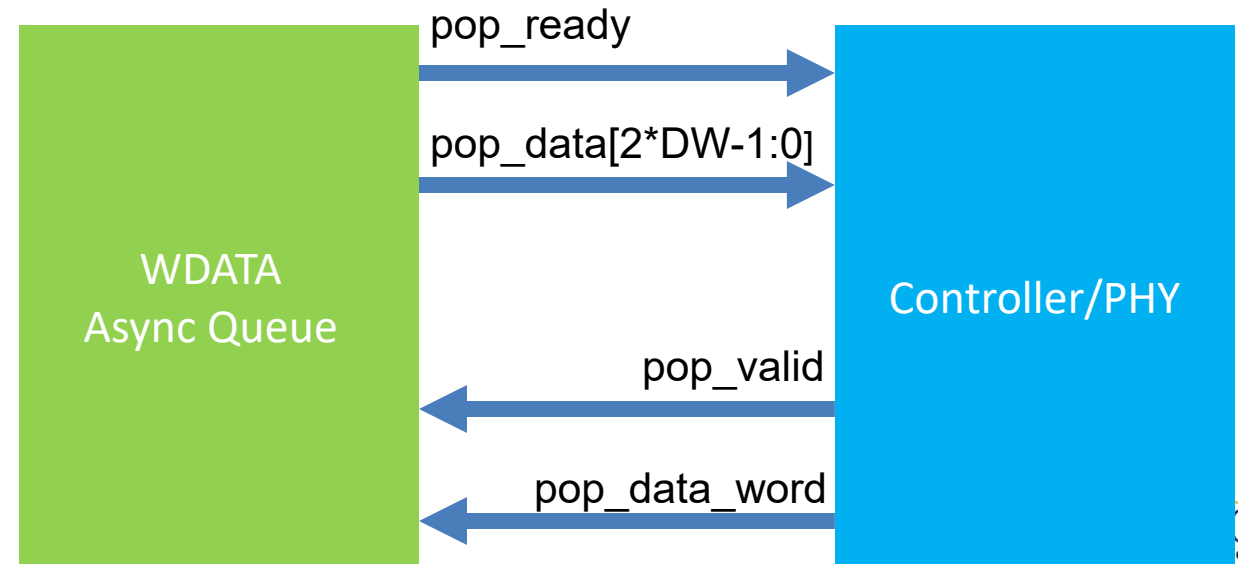 pop_ready
pop_data[2*DW-1:0]
WDATA
Async Queue
Controller/PHY
pop_valid
pop_data_word